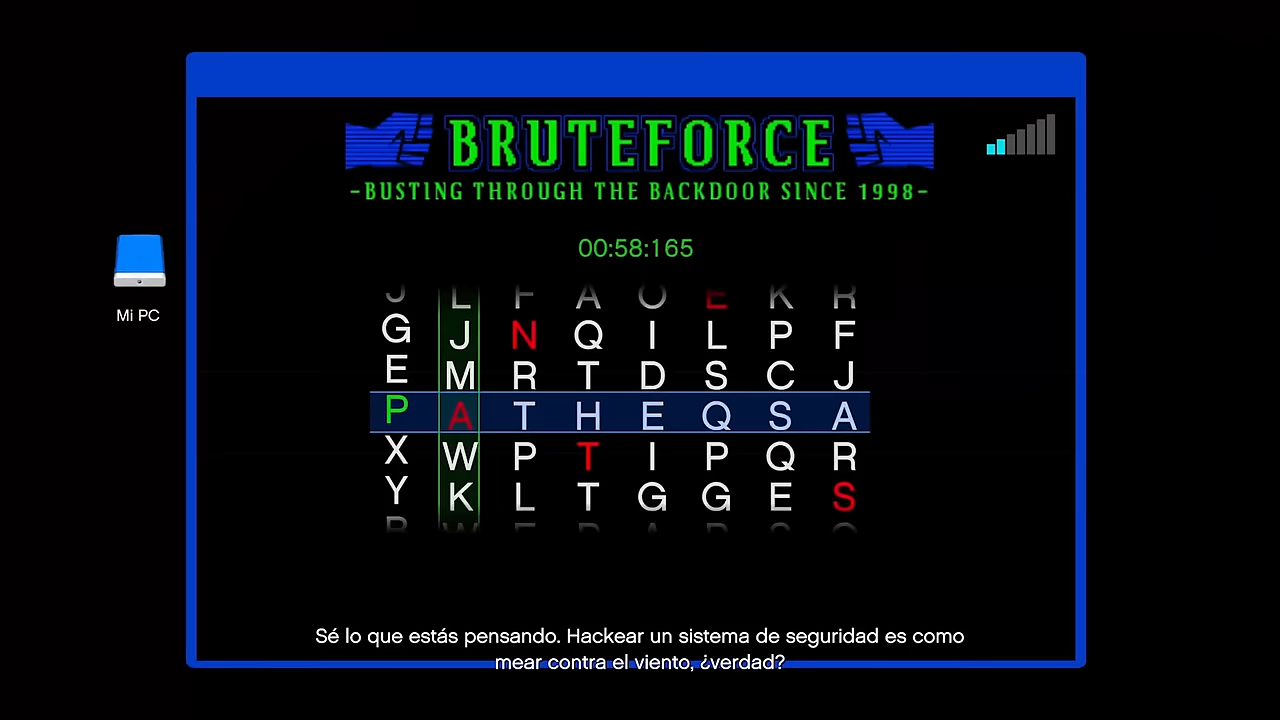 BRUTEFORCE
-BUSTING THROUGH THE BACKDOOR SINCE 1998-
00:58:165
Mi PC
J L F A O E K R
G J N Q I L P F
E M R T D S C J
P A T H E Q S A
X W P T I P Q R
Y K L T G G E S
Sé lo que estás pensando. Hackear un sistema de seguridad es como
mear contra el viento, ¿verdad?